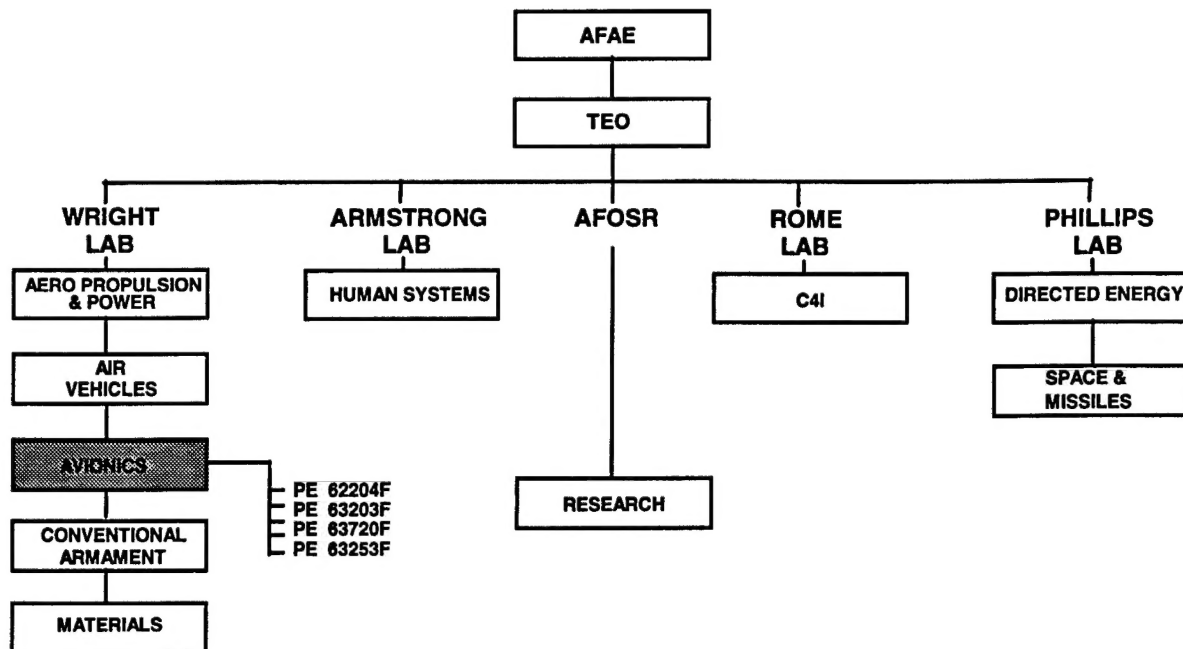 AFAE
TEO
WRIGHT
LAB
ARMSTRONG
LAB
AFOSR
ROME
LAB
PHILLIPS
LAB
AERO PROPULSION
& POWER
HUMAN SYSTEMS
C4I
DIRECTED ENERGY
AIR
VEHICLES
SPACE &
MISSILES
AVIONICS
PE 62204F
PE 63203F
PE 63720F
PE 63253F
RESEARCH
CONVENTIONAL
ARMAMENT
MATERIALS